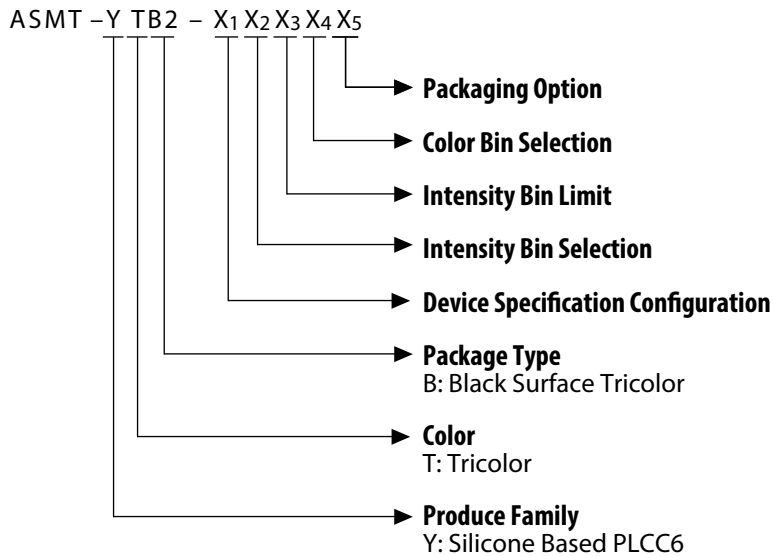 ASMT – Y T B 2 – X1 X2 X3 X4 X5
Packaging Option
Color Bin Selection
Intensity Bin Limit
Intensity Bin Selection
Device Specification Configuration
Package Type
B: Black Surface Tricolor
Color
T: Tricolor
Produce Family
Y: Silicone Based PLCC6